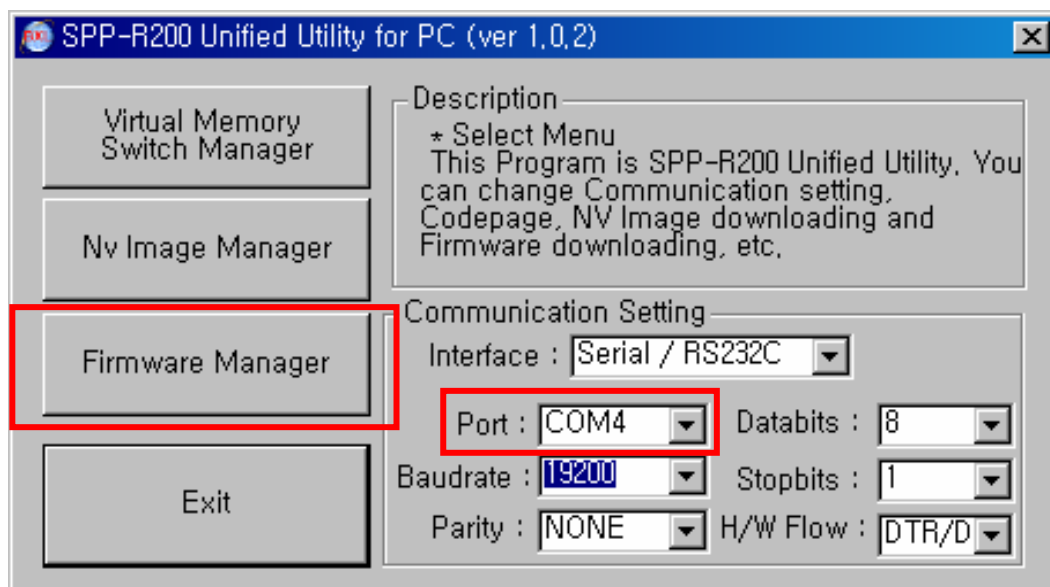 SPP-R200 Unified Utility for PC (ver 1,0,2)
Virtual Memory
Switch Manager
Nv Image Manager
Firmware Manager
Exit
Description
* Select Menu
This Program is SPP-R200 Unified Utility, You
can change Communication setting,
Codepage, NV Image downloading and
Firmware downloading, etc,
Communication Setting
Interface : Serial / RS232C
Port : COM4 Databits : 8
Baudrate : 19200 Stopbits : 1
Parity : NONE H/W Flow : DTR/D